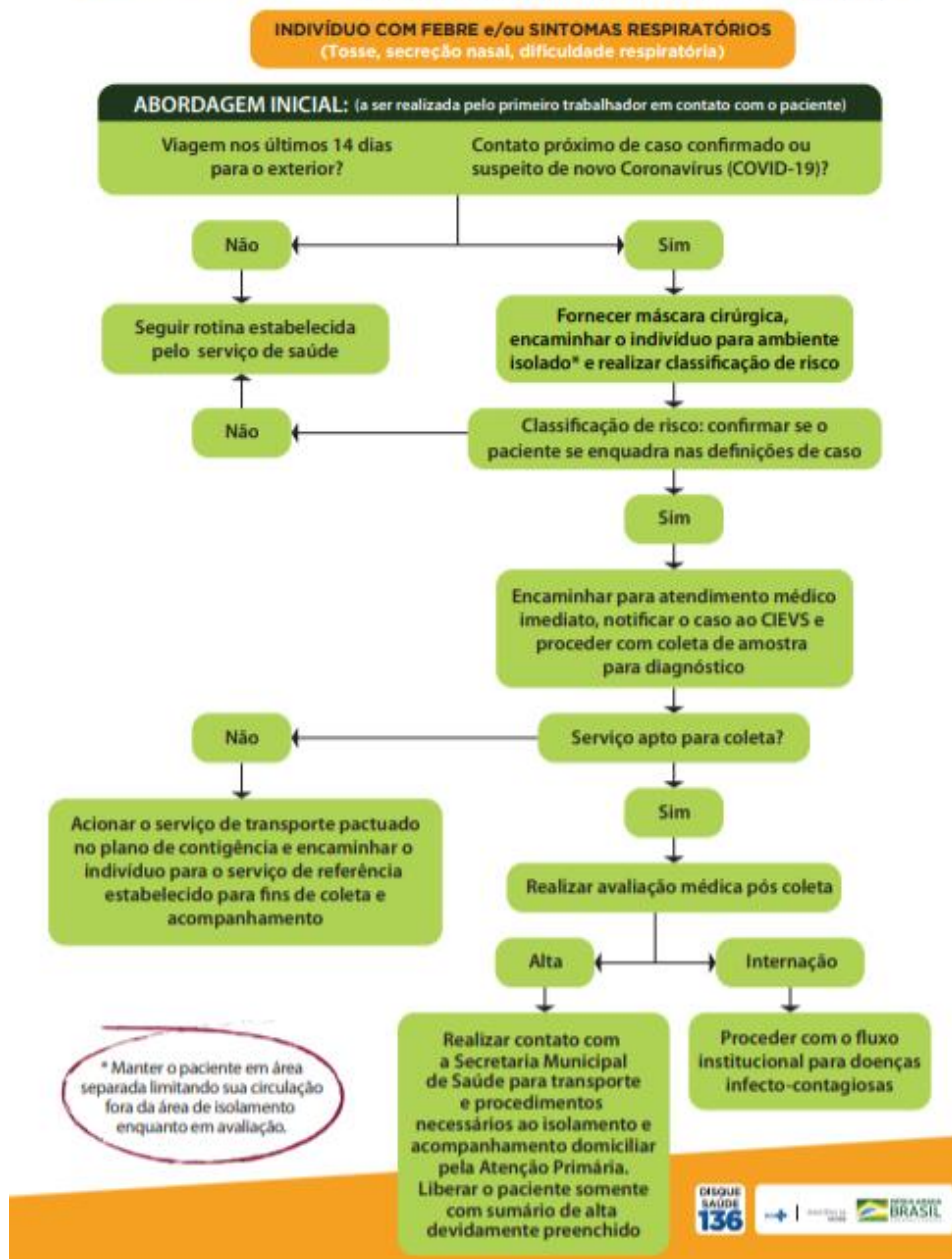 INDIVÍDUO COM FEBRE e/ou SINTOMAS RESPIRATÓRIOS
(Tosse, secreção nasal, dificuldade respiratória)
ABORDAGEM INICIAL: (a ser realizada pelo primeiro trabalhador em contato com o paciente)
Viagem nos últimos 14 dias
para o exterior?
Contato próximo de caso confirmado ou
suspeito de novo Coronavírus (COVID-19)?
Não
Sim
Seguir rotina estabelecida
pelo serviço de saúde
Fornecer máscara cirúrgica,
encaminhar o indivíduo para ambiente
isolado* e realizar classificação de risco
Não
Classificação de risco: confirmar se o
paciente se enquadra nas definições de caso
Sim
Encaminhar para atendimento médico
imediato, notificar o caso ao CIEVS e
proceder com coleta de amostra
para diagnóstico
Não
Serviço apto para coleta?
Sim
Acionar o serviço de transporte pactuado
no plano de contigência e encaminhar o
indivíduo para o serviço de referência
estabelecido para fins de coleta e
acompanhamento
Realizar avaliação médica pós coleta
Alta
Internação
Realizar contato com
a Secretaria Municipal
de Saúde para transporte
e procedimentos
necessários ao isolamento e
acompanhamento domiciliar
pela Atenção Primária.
Liberar o paciente somente
com sumário de alta
devidamente preenchido
Proceder com o fluxo
institucional para doenças
infecto-contagiosas
* Manter o paciente em área
separada limitando sua circulação
fora da área de isolamento
enquanto em avaliação.
DISQUE
SAÚDE
136
BRASIL